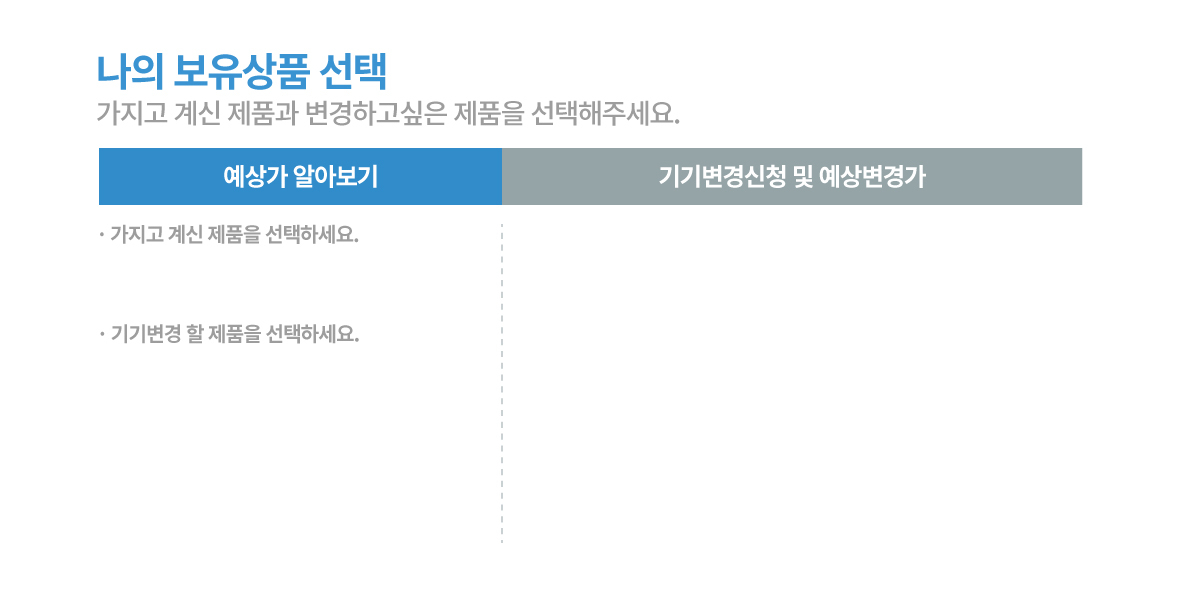 나의 보유상품 선택
가지고 계신 제품과 변경하고싶은 제품을 선택해주세요.
예상가 알아보기
기기변경신청 및 예상변경가
· 가지고 계신 제품을 선택하세요.
· 기기변경 할 제품을 선택하세요.